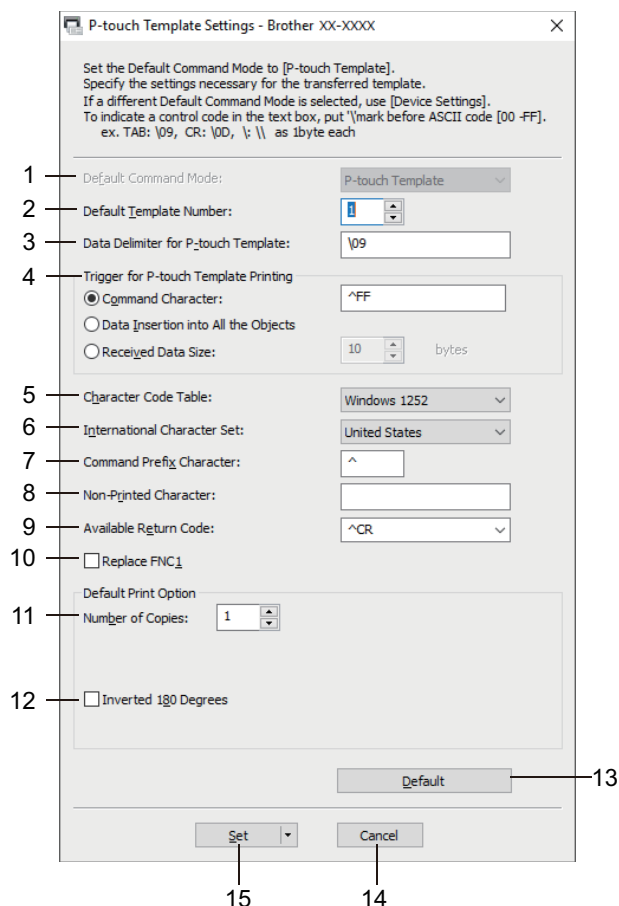 P-touch Template Settings - Brother XX-XXXX
Set the Default Command Mode to [P-touch Template].
Specify the settings necessary for the transferred template.
If a different Default Command Mode is selected, use [Device Settings].
To indicate a control code in the text box, put '\'mark before ASCII code [00 -FF].
ex. TAB: \09, CR: \0D, \: \\ as 1byte each
1 Default Command Mode: P-touch Template
2 Default Template Number: 1
3 Data Delimiter for P-touch Template: \09
4 Trigger for P-touch Template Printing
Command Character: ^FF
Data Insertion into All the Objects
Received Data Size: 10 bytes
5 Character Code Table: Windows 1252
6 International Character Set: United States
7 Command Prefix Character: ^
8 Non-Printed Character:
9 Available Return Code: ^CR
10 Replace FNC1
Default Print Option
11 Number of Copies: 1
12 Inverted 180 Degrees
Default 13
Set Cancel
15 14